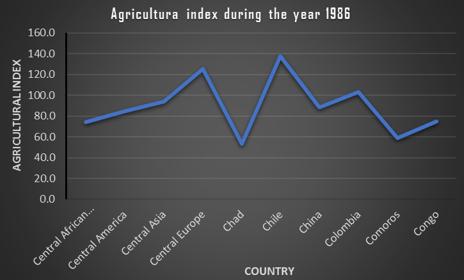 Agricultura index during the year 1986
160.0
140.0
120.0
100.0
80.0
60.0
40.0
20.0
0.0
AGRICULTURAL INDEX
Central African...
Central America
Central Asia
Central Europe
Chad
Chile
China
Colombia
Comoros
Congo
COUNTRY